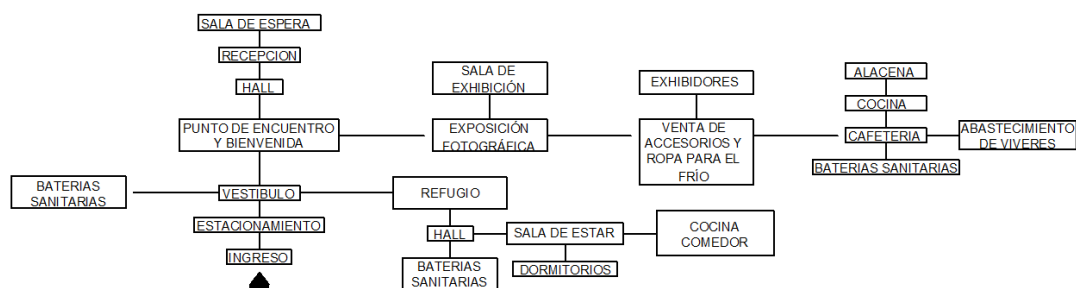 SALA DE ESPERA
RECEPCION
HALL
PUNTO DE ENCUENTRO
Y BIENVENIDA
SALA DE
EXHIBICIÓN
EXPOSICIÓN
FOTOGRÁFICA
EXHIBIDORES
VENTA DE
ACCESORIOS Y
ROPA PARA EL
FRÍO
ALACENA
COCINA
CAFETERIA
ABASTECIMIENTO
DE VIVERES
BATERIAS SANITARIAS
BATERIAS
SANITARIAS
VESTIBULO
REFUGIO
ESTACIONAMIENTO
INGRESO
HALL
SALA DE ESTAR
COCINA
COMEDOR
BATERIAS
SANITARIAS
DORMITORIOS